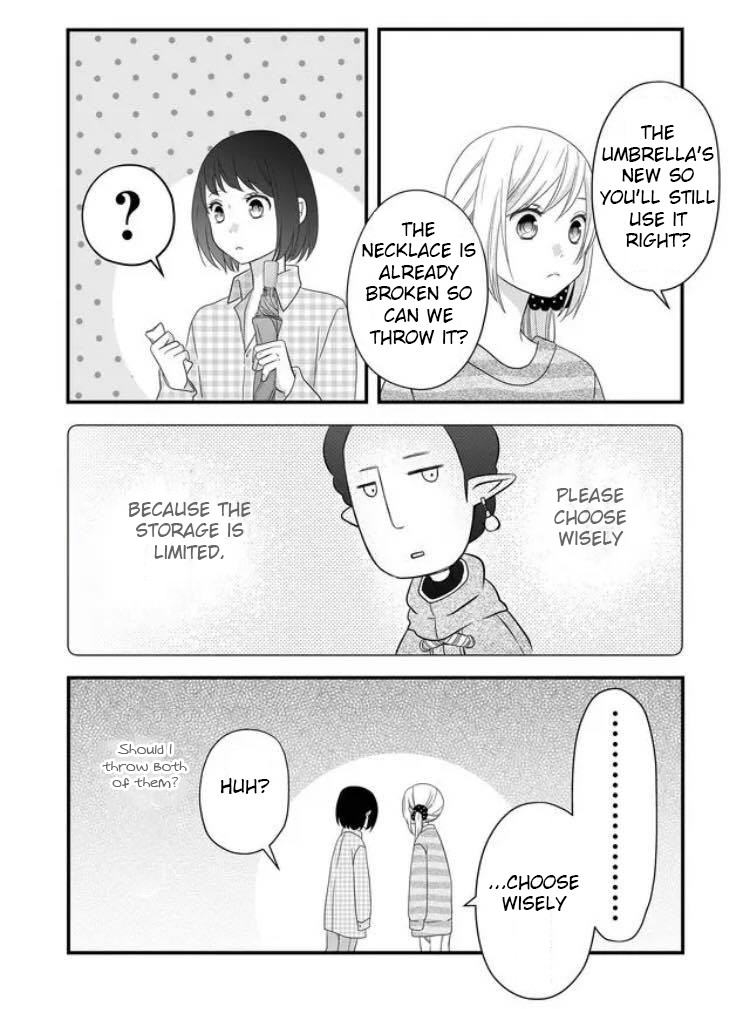 THE
UMBRELLA'S
NEW SO
YOU'LL STILL
USE IT
RIGHT?
THE
NECKLACE IS
ALREADY
BROKEN SO
CAN WE
THROW IT?
?
PLEASE
CHOOSE
WISELY
BECAUSE THE
STORAGE IS
LIMITED.
..................
...CHOOSE
WISELY
HUH?
Should I
throw both
of them?